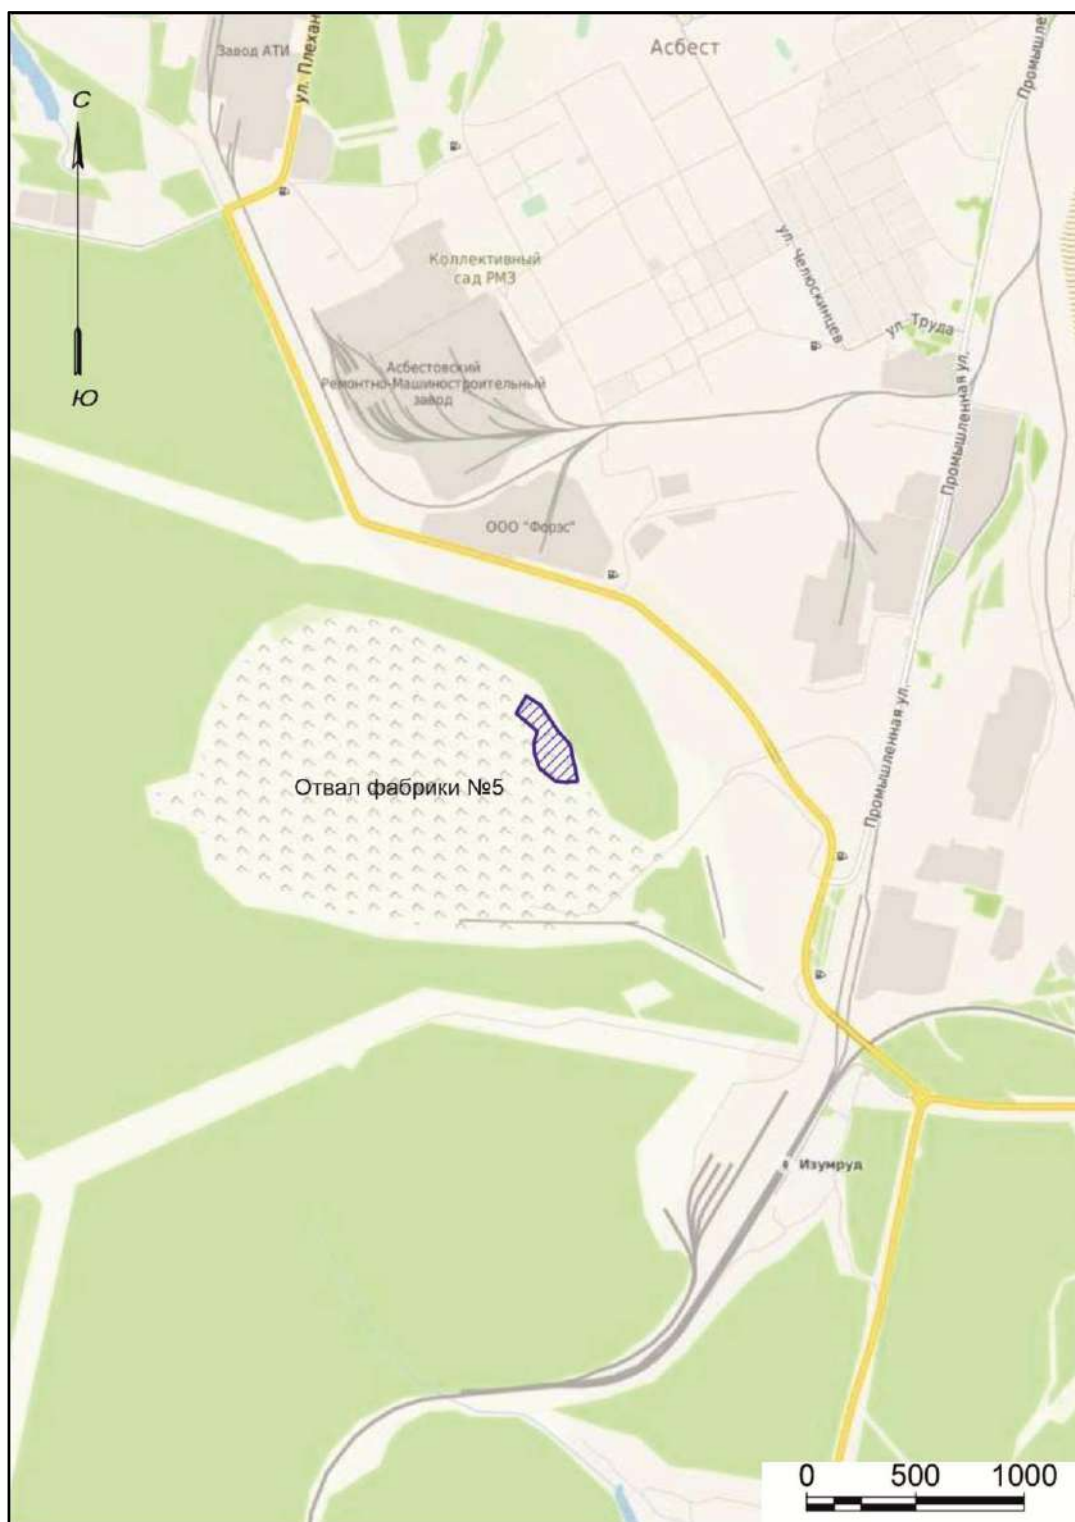 Асбест
Завод АТИ
ул. Плехан
Промышле
С
Коллективный
сад РМЗ
ул. Челюскинцев
ул. Труда
Асбестовский
Ремонтно-Машиностроительный
завод
Ю
Промышленная ул.
ООО "Форэс"
Промышленная ул.
Отвал фабрики №5
Изумруд
0 500 1000